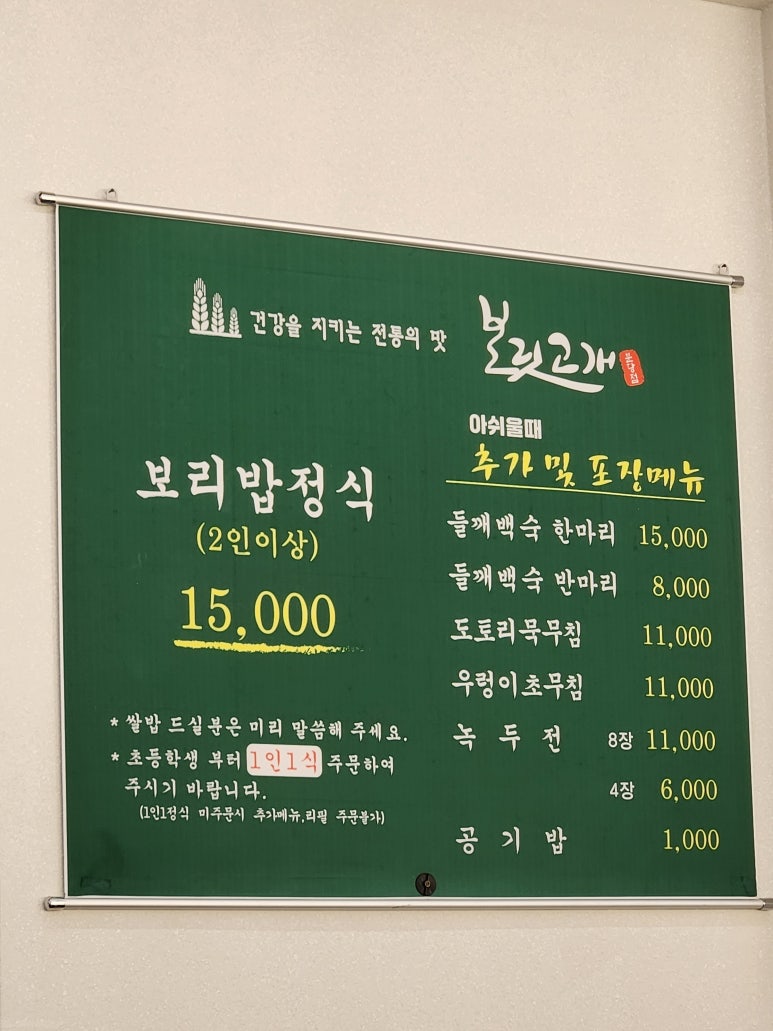 건강을 지키는 전통의 맛
보릿고개
분당점
보리밥정식
(2인이상)
15,000
* 쌀밥 드실분은 미리 말씀해 주세요.
* 초등학생 부터 1인1식 주문하여
주시기 바랍니다.
(1인1정식 미주문시 추가메뉴,리필 주문불가)
아쉬울때
추가 및 포장메뉴
들깨백숙 한마리 15,000
들깨백숙 반마리 8,000
도토리묵무침 11,000
우렁이초무침 11,000
녹두전 8장 11,000
4장 6,000
공기밥 1,000